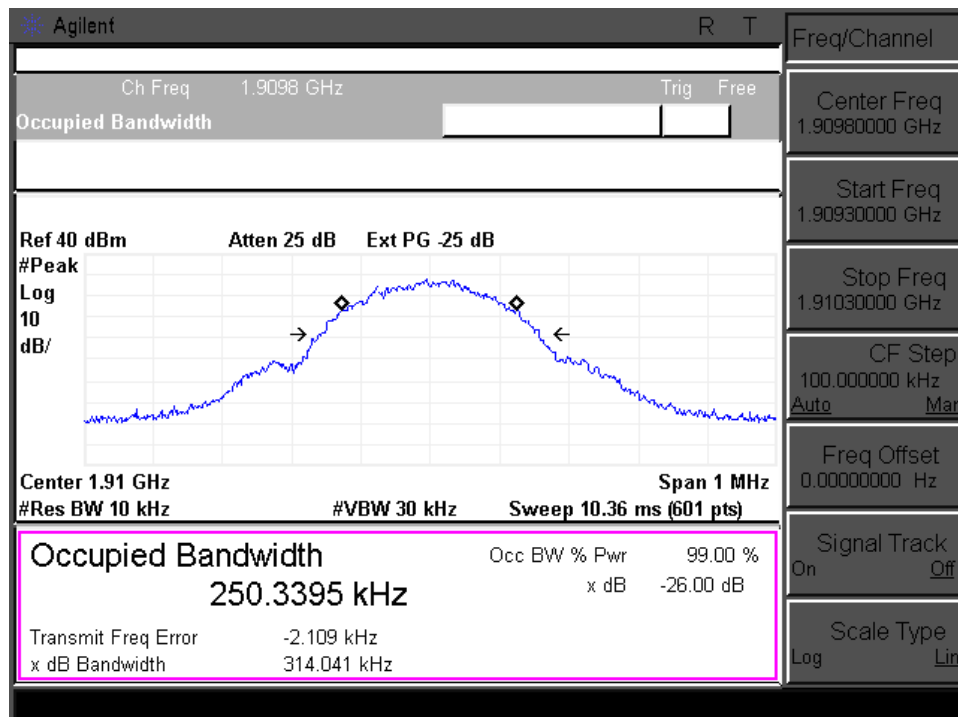 Agilent R T
Freq/Channel
Ch Freq 1.9098 GHz Trig Free
Occupied Bandwidth
Center Freq
1.90980000 GHz
Start Freq
1.90930000 GHz
Stop Freq
1.91030000 GHz
CF Step
100.000000 kHz
Auto Man
Freq Offset
0.00000000 Hz
Signal Track
On Off
Scale Type
Log Lin
Ref 40 dBm Atten 25 dB Ext PG -25 dB
#Peak
Log
10
dB/
Center 1.91 GHz Span 1 MHz
#Res BW 10 kHz #VBW 30 kHz Sweep 10.36 ms (601 pts)
Occupied Bandwidth Occ BW % Pwr 99.00 %
250.3395 kHz x dB -26.00 dB
Transmit Freq Error -2.109 kHz
x dB Bandwidth 314.041 kHz